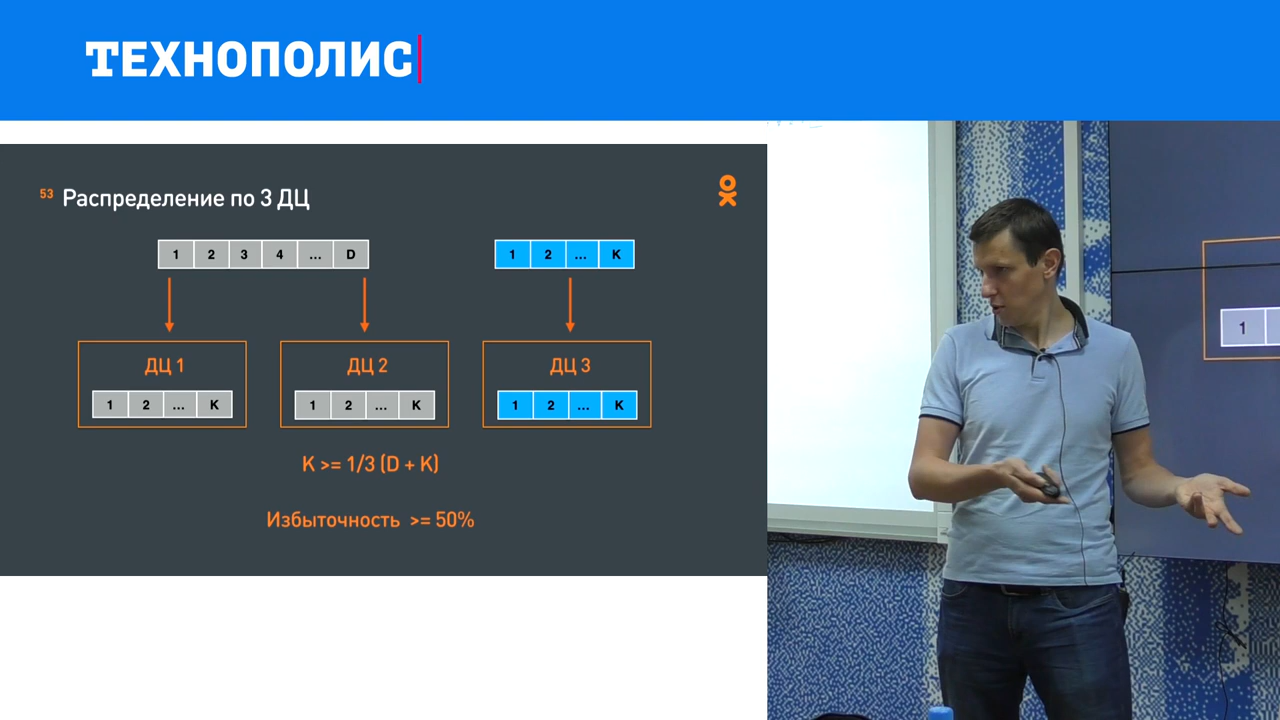 ТЕХНОПОЛИС
53 Распределение по 3 ДЦ
1 2 3 4 ... D
1 2 ... K
ДЦ 1
ДЦ 2
ДЦ 3
1 2 ... K
1 2 ... K
1 2 ... K
K >= 1/3 (D + K)
Избыточность >= 50%
1